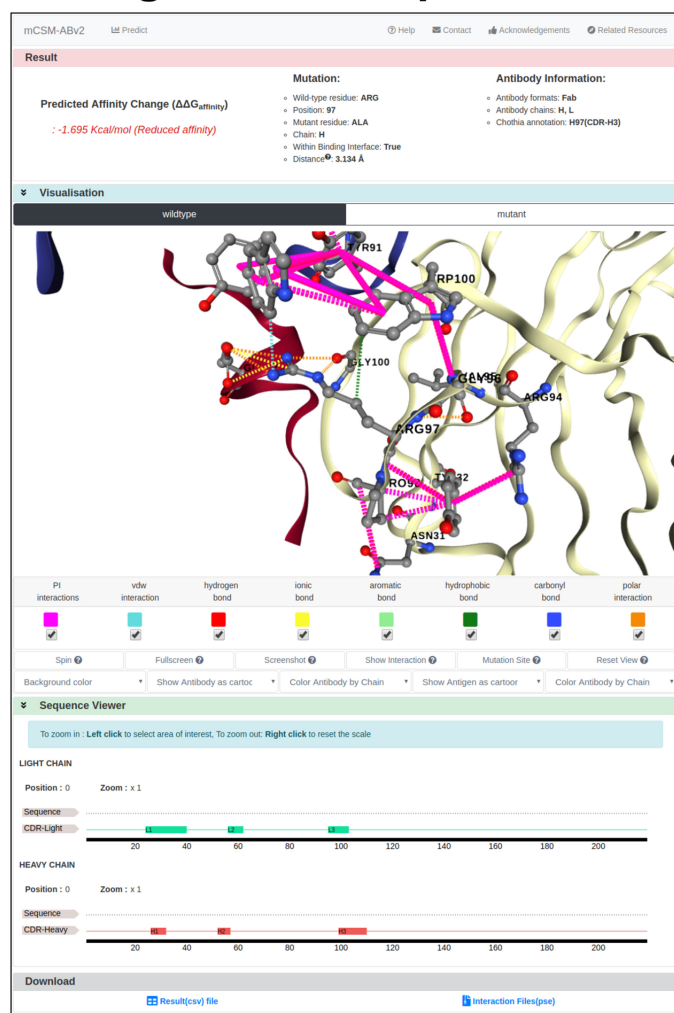 mCSM-ABv2 Predict Help Contact Acknowledgements Related Resources
Result
Predicted Affinity Change (ΔΔGaffinity)
: -1.695 Kcal/mol (Reduced affinity)
Mutation:
Wild-type residue: ARG
Position: 97
Mutant residue: ALA
Chain: H
Within Binding Interface: True
Distance?: 3.134 Å
Antibody Information:
Antibody formats: Fab
Antibody chains: H, L
Chothia annotation: H97(CDR-H3)
Visualisation
wildtype mutant
TYR91
TRP100
GLY100
GLY96
ARG94
ARG97
ASN31
PI interactions vdw interaction hydrogen bond ionic bond aromatic bond hydrophobic bond carbonyl bond polar interaction
Spin Fullscreen Screenshot Show Interaction Mutation Site Reset View
Background color Show Antibody as cartoc Color Antibody by Chain Show Antigen as cartoor Color Antibody by Chain
Sequence Viewer
To zoom in : Left click to select area of interest, To zoom out: Right click to reset the scale
LIGHT CHAIN
Position : 0 Zoom : x 1
Sequence
CDR-Light L1 L2 L3
20 40 60 80 100 120 140 160 180 200
HEAVY CHAIN
Position : 0 Zoom : x 1
Sequence
CDR-Heavy H1 H2 H3
20 40 60 80 100 120 140 160 180 200
Download
Result(csv) file Interaction Files(pse)